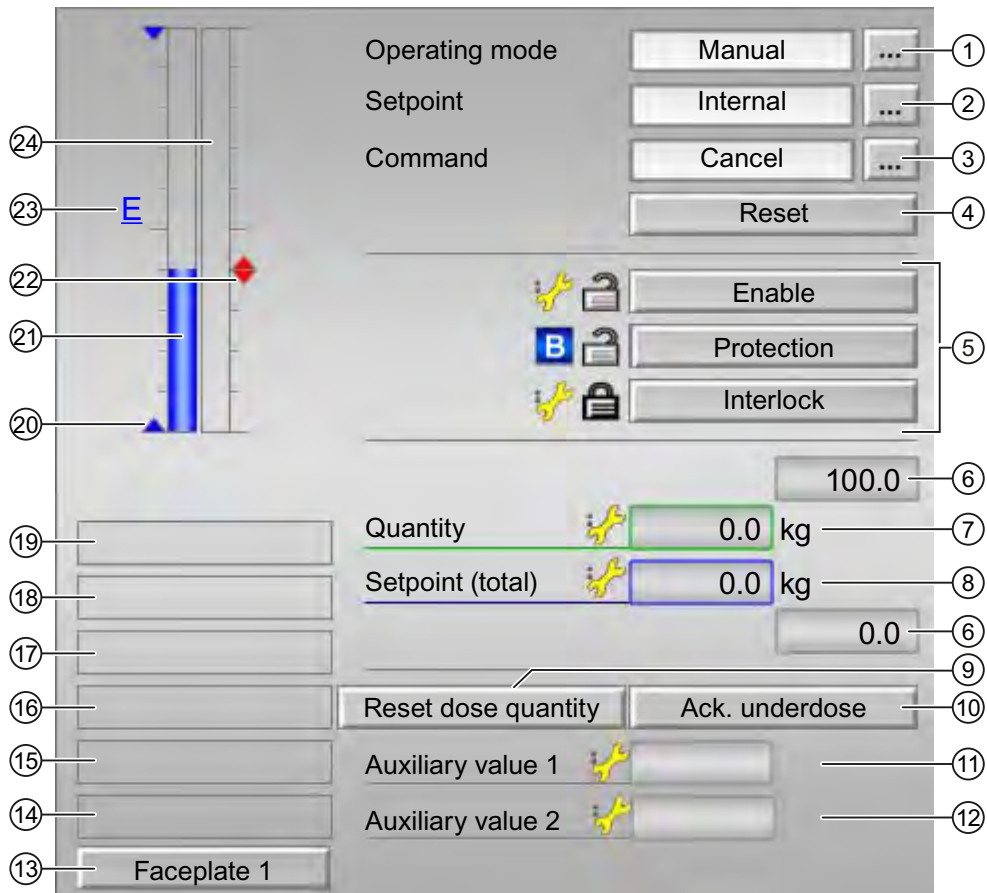 Operating mode Manual ... 1
Setpoint Internal ... 2
24
Command Cancel ... 3
23 E Reset 4
22
Enable
21 B Protection 5
20 Interlock
100.0 6
19 Quantity 0.0 kg 7
18 Setpoint (total) 0.0 kg 8
17 0.0 6
9
16 Reset dose quantity Ack. underdose 10
15 Auxiliary value 1 11
14 Auxiliary value 2 12
13 Faceplate 1